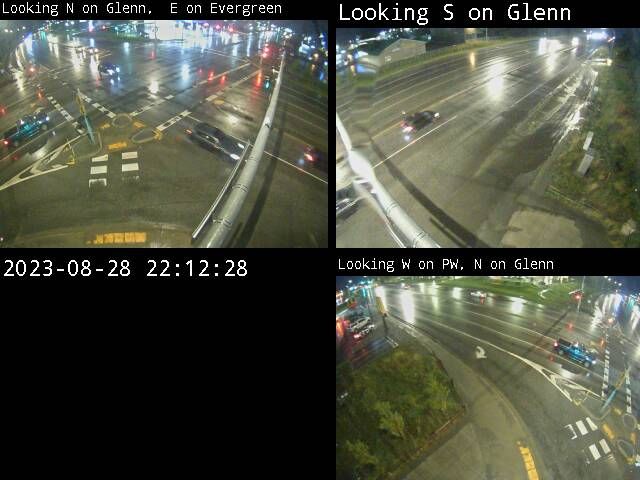 Looking N on Glenn, E on Evergreen
Looking S on Glenn
2023-08-28 22:12:28
Looking W on PW, N on Glenn